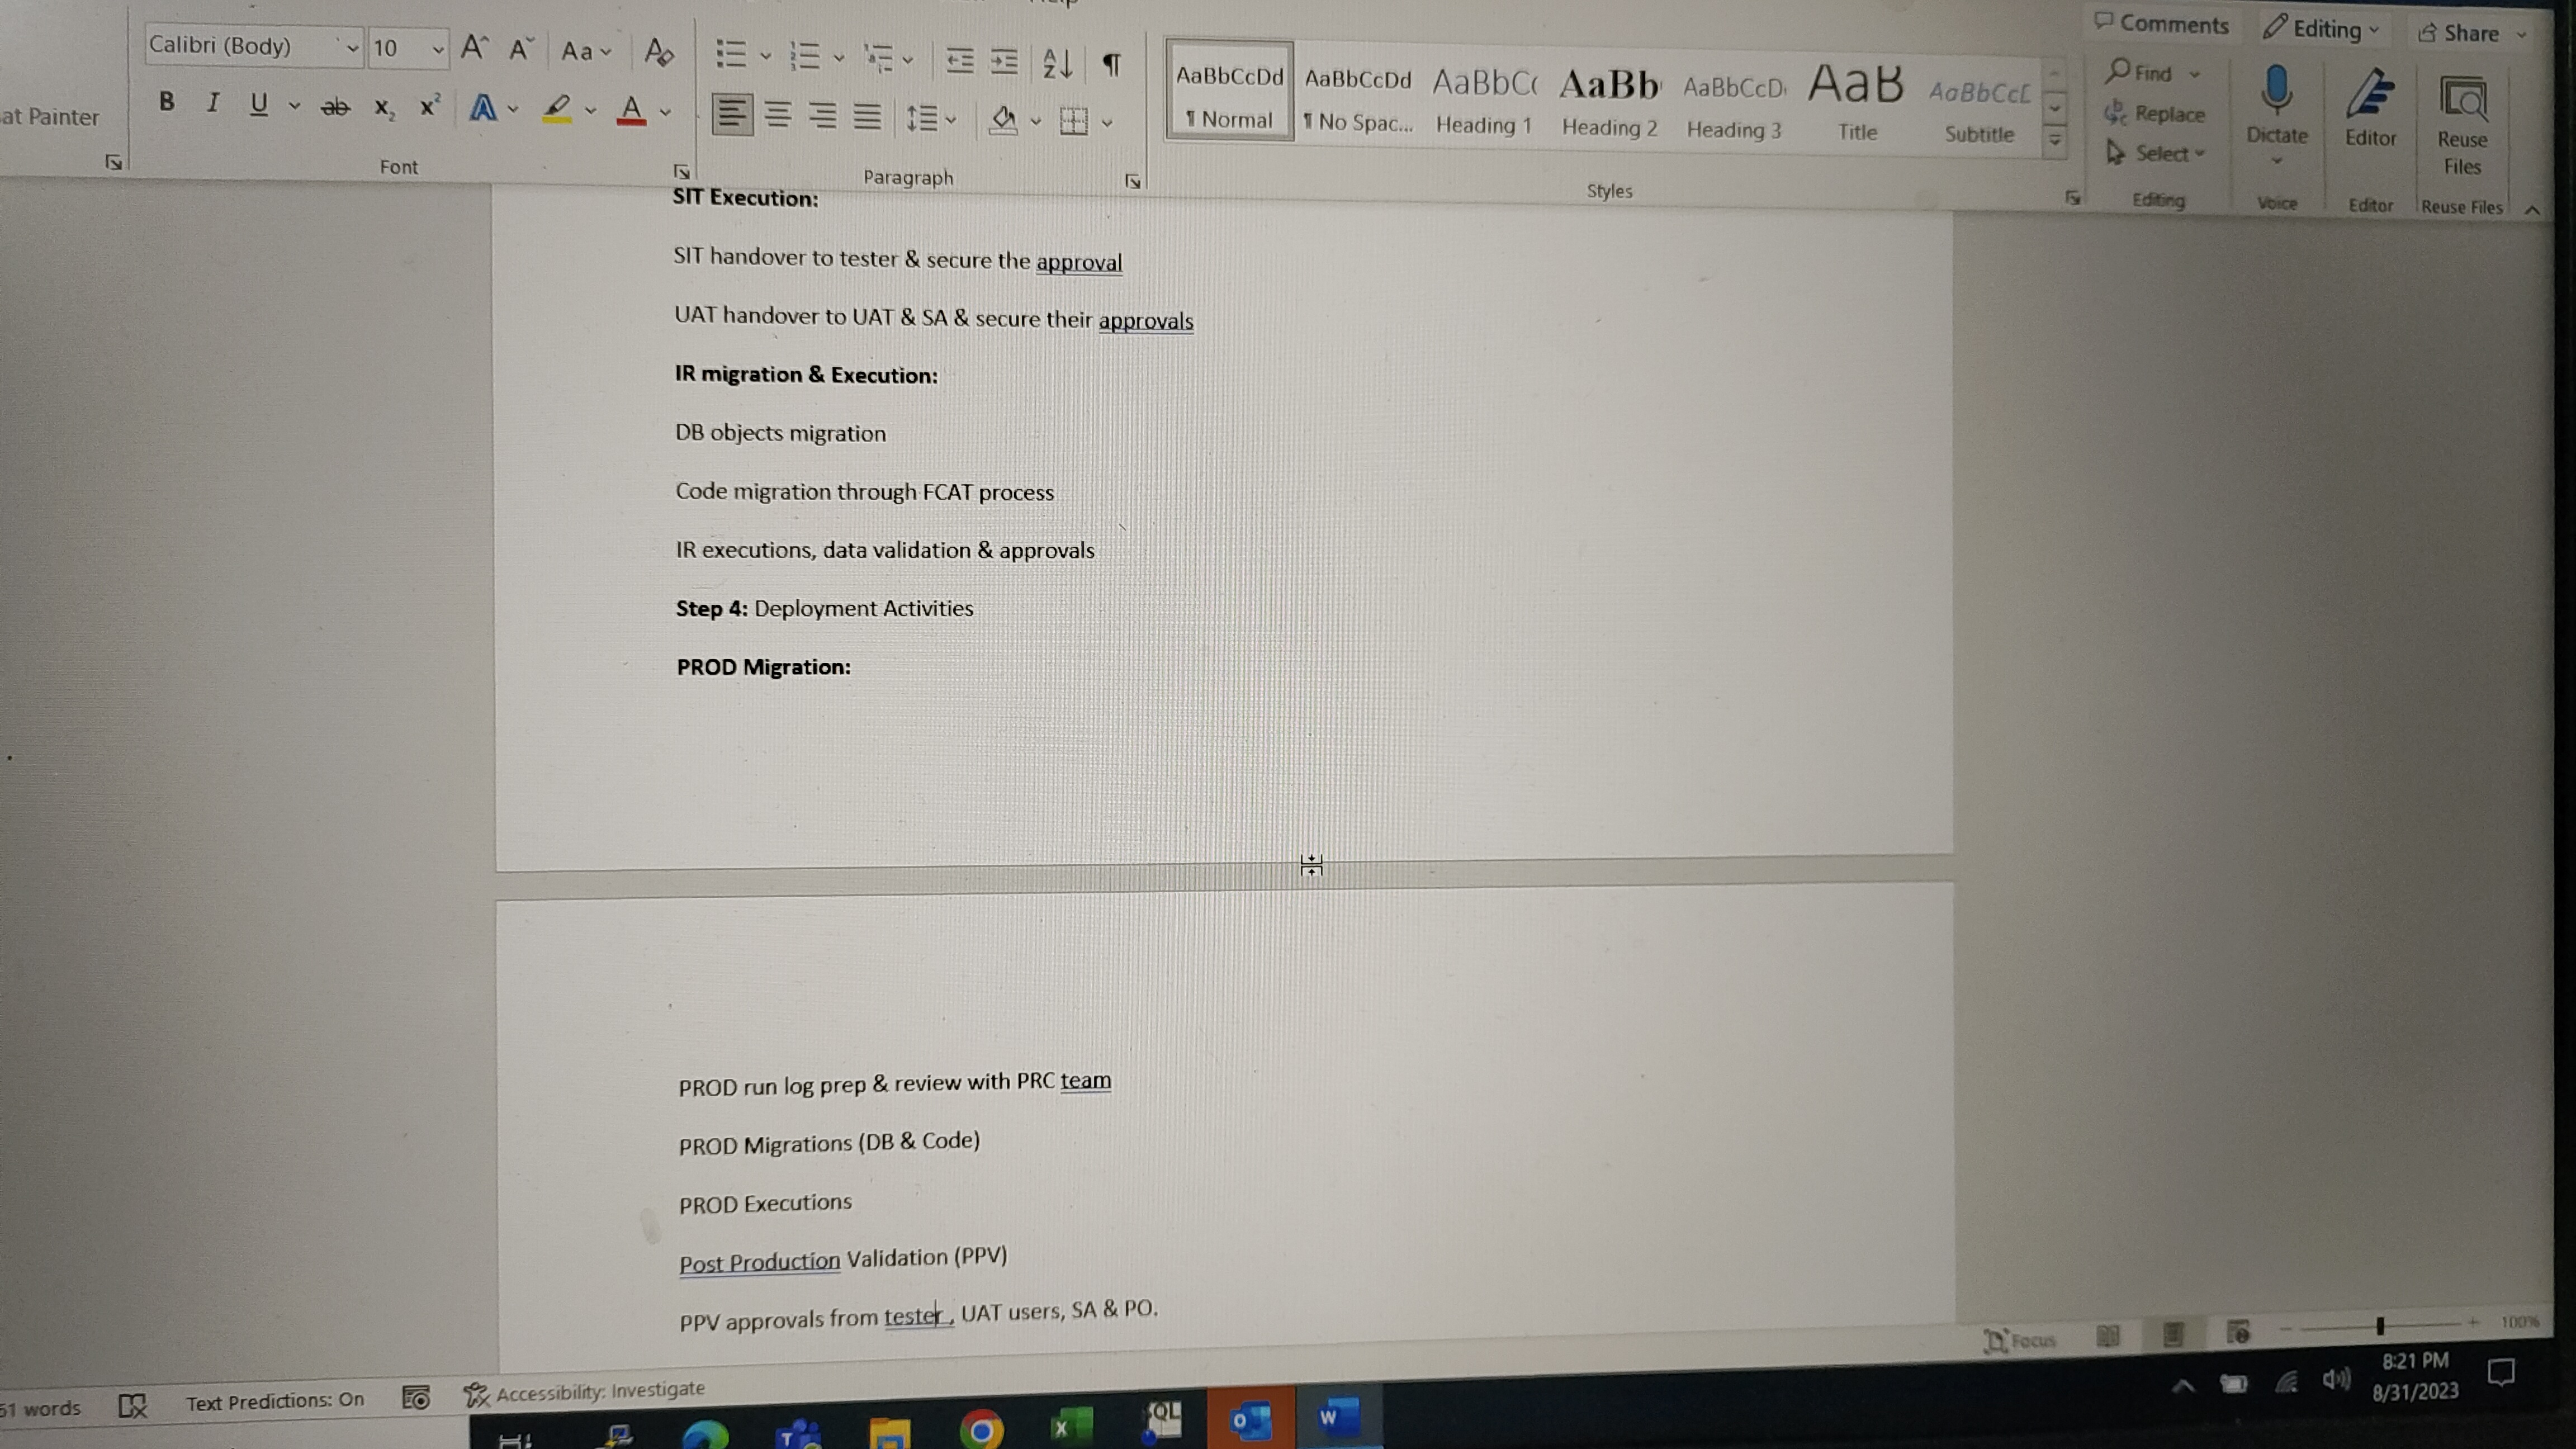 Calibri (Body)
10
Aa
Comments
Editing
Share
at Painter
B I U ab x₂ x² A A
AaBbCcDd
¶ Normal
AaBbCcDd
¶ No Spac...
AaBbC(
Heading 1
AaBb
Heading 2
AaBbCcD
Heading 3
AaB
Title
AaBbCcD
Subtitle
Find
Replace
Select
Dictate
Editor
Reuse
Files
Font
Paragraph
Styles
Editing
Voice
Editor
Reuse Files
SIT Execution:
SIT handover to tester & secure the approval
UAT handover to UAT & SA & secure their approvals
IR migration & Execution:
DB objects migration
Code migration through FCAT process
IR executions, data validation & approvals
Step 4: Deployment Activities
PROD Migration:
PROD run log prep & review with PRC team
PROD Migrations (DB & Code)
PROD Executions
Post Production Validation (PPV)
PPV approvals from tester , UAT users, SA & PO.
51 words
Text Predictions: On
Accessibility: Investigate
Focus
100%
8:21 PM
8/31/2023